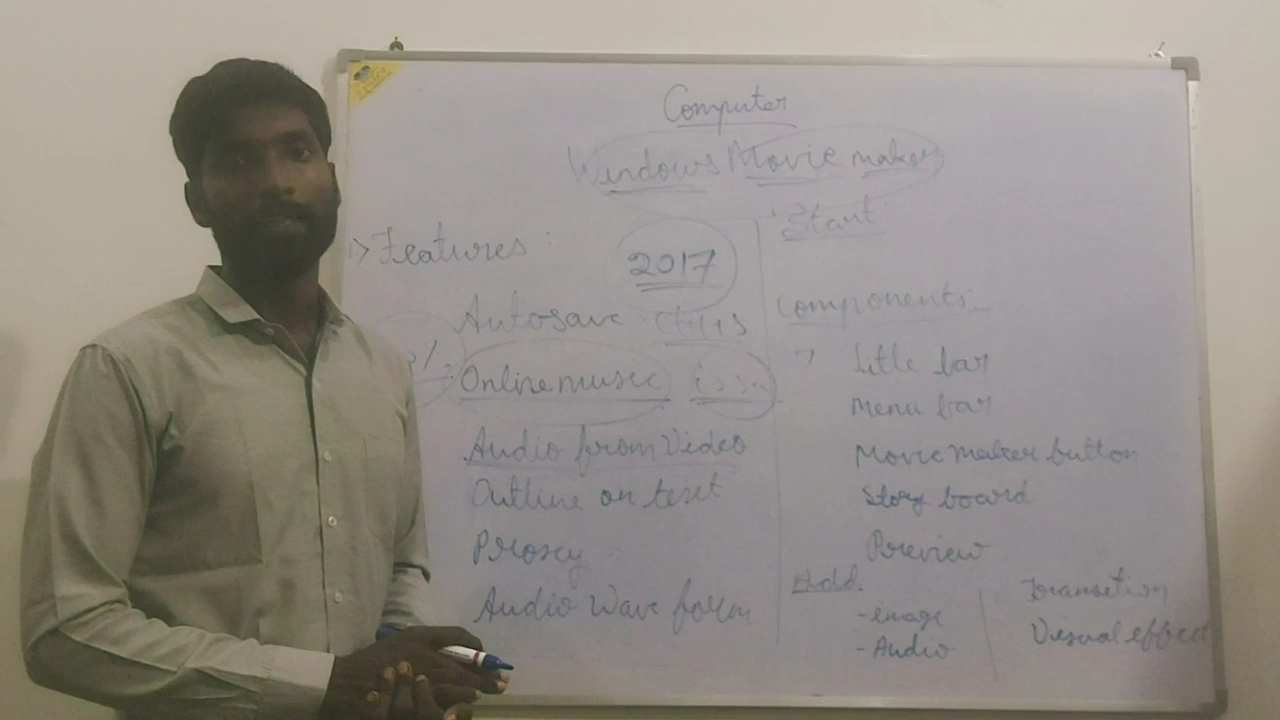 Computer
Windows Movie maker
Features :
2017
Autosave
Online music
Audio from Video
Outline on text
Proxy
Audio Wave form
Start
Components:
Title bar
Menu bar
Movie maker button
Story board
Preview
Add
- image
- Audio
Transetion
Visual effect